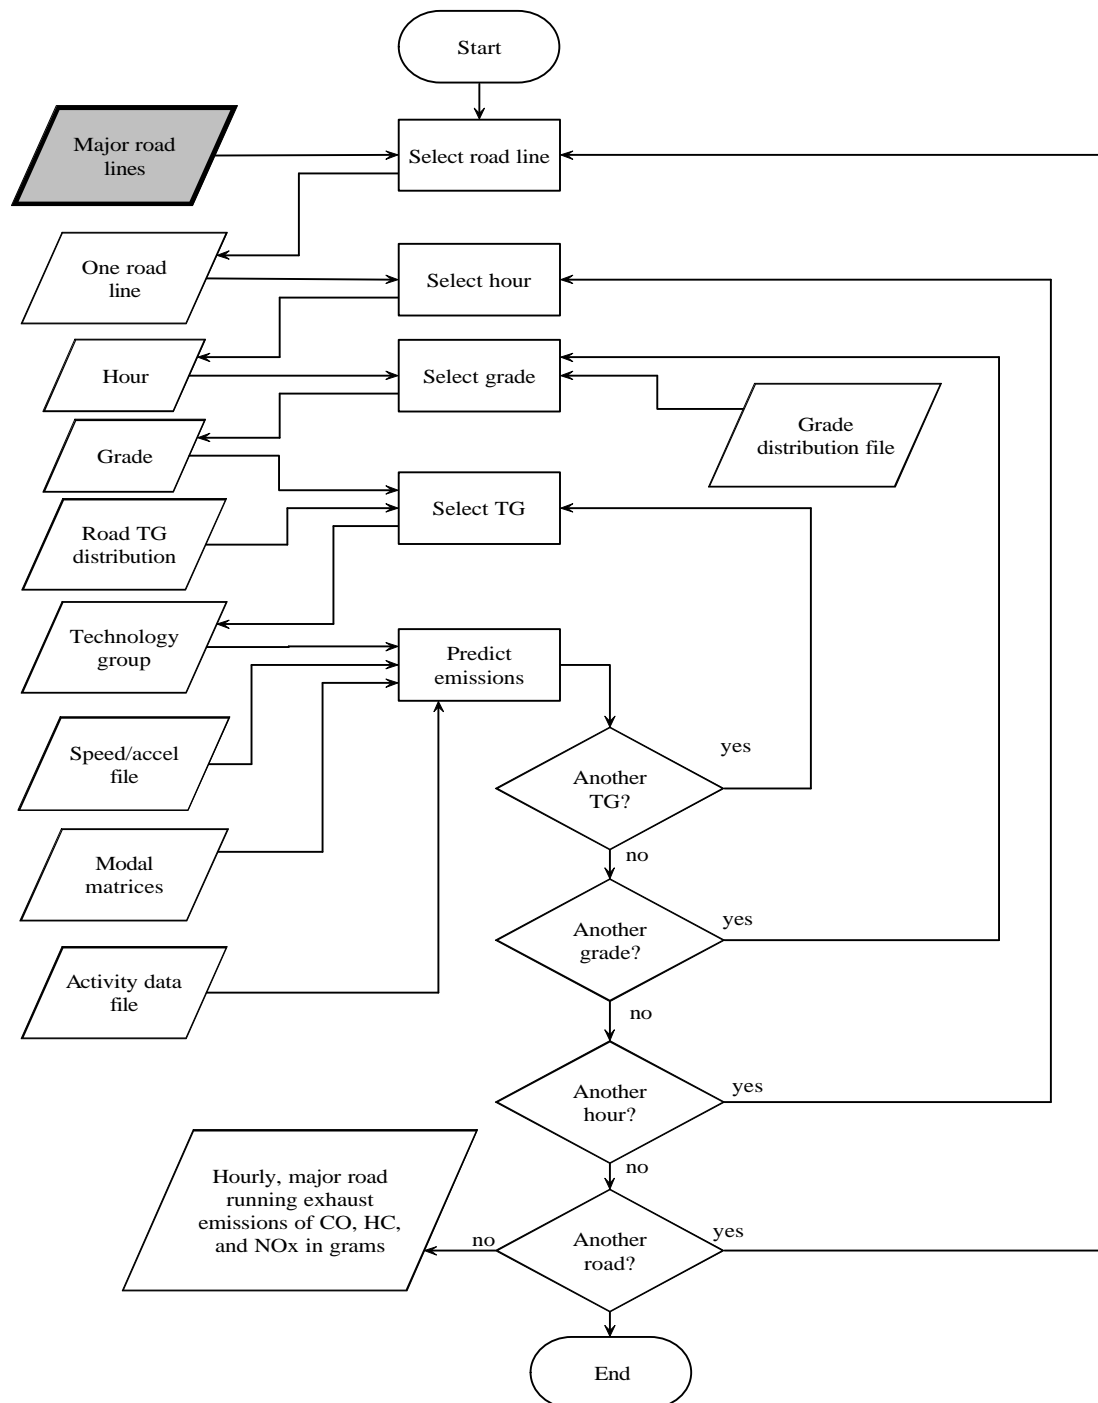 Start
Major road
lines
Select road line
One road
line
Select hour
Hour
Select grade
Grade
distribution file
Grade
Select TG
Road TG
distribution
Technology
group
Predict
emissions
Speed/accel
file
yes
Another
TG?
no
Modal
matrices
yes
Another
grade?
Activity data
file
no
yes
Another
hour?
no
Hourly, major road
running exhaust
emissions of CO, HC,
and NOx in grams
no
yes
Another
road?
End